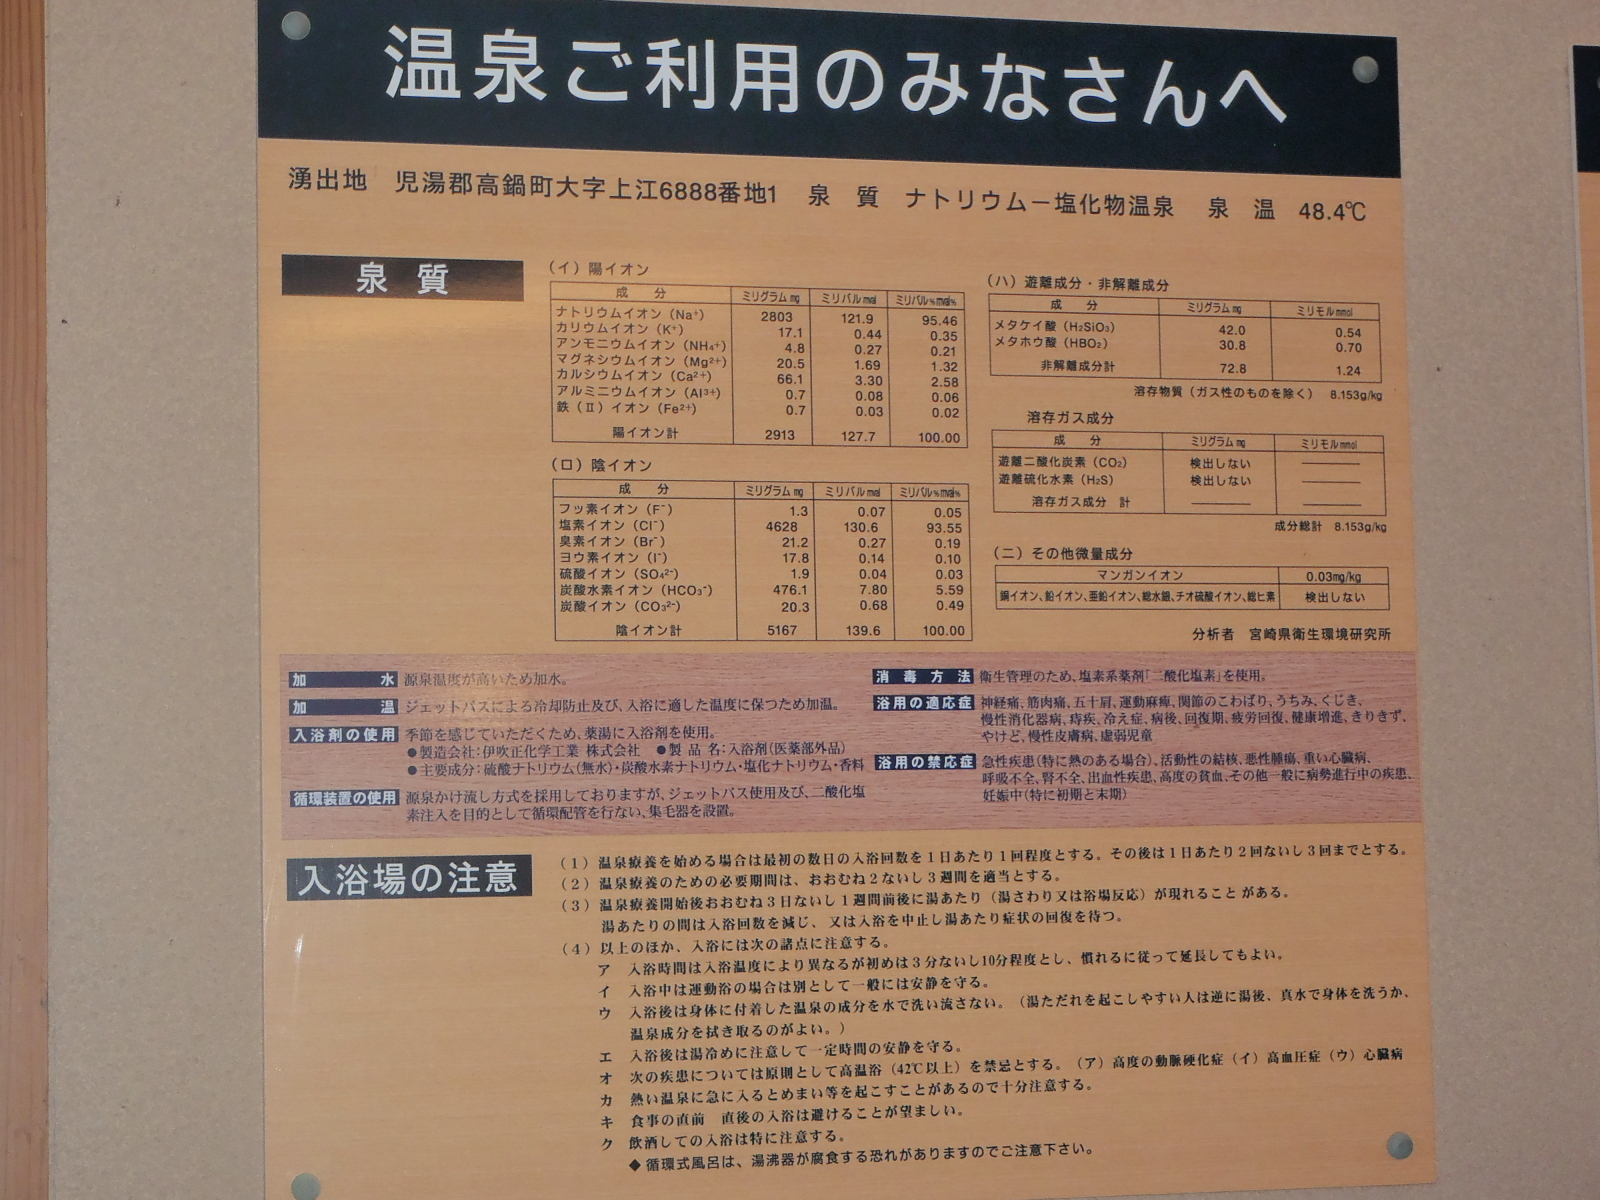 温泉ご利用のみなさんへ
湧出地 児湯郡高鍋町大字上江6888番地1 泉 質 ナトリウムー塩化物温泉 泉 温 48.4℃
泉 質
(イ) 陽イオン
成 分 ミリグラム mg ミリバル mval ミリバル% mval%
ナトリウムイオン (Na⁺) 2803 121.9 95.46
カリウムイオン (K⁺) 17.1 0.44 0.35
アンモニウムイオン (NH₄⁺) 4.8 0.27 0.21
マグネシウムイオン (Mg²⁺) 20.5 1.69 1.32
カルシウムイオン (Ca²⁺) 66.1 3.30 2.58
アルミニウムイオン (Al³⁺) 0.7 0.08 0.06
鉄 (Ⅱ) イオン (Fe²⁺) 0.7 0.03 0.02
陽イオン計 2913 127.7 100.00
(ロ) 陰イオン
成 分 ミリグラム mg ミリバル mval ミリバル% mval%
フッ素イオン (F⁻) 1.3 0.07 0.05
塩素イオン (Cl⁻) 4628 130.6 93.55
臭素イオン (Br⁻) 21.2 0.27 0.19
ヨウ素イオン (I⁻) 17.8 0.14 0.10
硫酸イオン (SO₄²⁻) 1.9 0.04 0.03
炭酸水素イオン (HCO₃⁻) 476.1 7.80 5.59
炭酸イオン (CO₃²⁻) 20.3 0.68 0.49
陰イオン計 5167 139.6 100.00
(ハ) 遊離成分・非解離成分
成 分 ミリグラム mg ミリモル mmol
メタケイ酸 (H₂SiO₃) 42.0 0.54
メタホウ酸 (HBO₂) 30.8 0.70
非解離成分計 72.8 1.24
溶存物質 (ガス性のものを除く) 8.153g/kg
溶存ガス成分
成 分 ミリグラム mg ミリモル mmol
遊離二酸化炭素 (CO₂) 検出しない ―――
遊離硫化水素 (H₂S) 検出しない ―――
溶存ガス成分 計 ――― ―――
成分総計 8.153g/kg
(ニ) その他微量成分
マンガンイオン 0.03mg/kg
銅イオン、鉛イオン、亜鉛イオン、総水銀、チオ硫酸イオン、総ヒ素 検出しない
分析者 宮崎県衛生環境研究所
加 水 源泉温度が高いため加水。
加 温 ジェットバスによる冷却防止及び、入浴に適した温度に保つため加温。
入浴剤の使用 季節を感じていただくため、薬湯に入浴剤を使用。
●製造会社：伊吹正化学工業 株式会社 ●製 品 名：入浴剤(医薬部外品)
●主要成分：硫酸ナトリウム(無水)・炭酸水素ナトリウム・塩化ナトリウム・香料
循環装置の使用 源泉かけ流し方式を採用しておりますが、ジェットバス使用及び、二酸化塩
素注入を目的として循環配管を行ない、集毛器を設置。
消 毒 方 法 衛生管理のため、塩素系薬剤「二酸化塩素」を使用。
浴用の適応症 神経痛、筋肉痛、五十肩、運動麻痺、関節のこわばり、うちみ、くじき、
慢性消化器病、痔疾、冷え症、病後、回復期、疲労回復、健康増進、きりきず、
やけど、慢性皮膚病、虚弱児童
浴用の禁応症 急性疾患(特に熱のある場合)、活動性の結核、悪性腫瘍、重い心臓病、
呼吸不全、腎不全、出血性疾患、高度の貧血、その他一般に病勢進行中の疾患、
妊娠中(特に初期と末期)
入浴場の注意
(1) 温泉療養を始める場合は最初の数日の入浴回数を1日あたり1回程度とする。その後は1日あたり2回ないし3回までとする。
(2) 温泉療養のための必要期間は、おおむね2ないし3週間を適当とする。
(3) 温泉療養開始後おおむね3日ないし1週間前後に湯あたり (湯さわり又は浴場反応) が現れることがある。
湯あたりの間は入浴回数を減じ、又は入浴を中止し湯あたり症状の回復を待つ。
(4) 以上のほか、入浴には次の諸点に注意する。
ア 入浴時間は入浴温度により異なるが初めは3分ないし10分程度とし、慣れるに従って延長してもよい。
イ 入浴中は運動浴の場合は別として一般には安静を守る。
ウ 入浴後は身体に付着した温泉の成分を水で洗い流さない。(湯ただれを起こしやすい人は逆に湯後、真水で身体を洗うか、
温泉成分を拭き取るのがよい。)
エ 入浴後は湯冷めに注意して一定時間の安静を守る。
オ 次の疾患については原則として高温浴 (42℃以上) を禁忌とする。(ア) 高度の動脈硬化症 (イ) 高血圧症 (ウ) 心臓病
カ 熱い温泉に急に入るとめまい等を起こすことがあるので十分注意する。
キ 食事の直前 直後の入浴は避けることが望ましい。
ク 飲酒しての入浴は特に注意する。
◆循環式風呂は、湯沸器が腐食する恐れがありますのでご注意下さい。